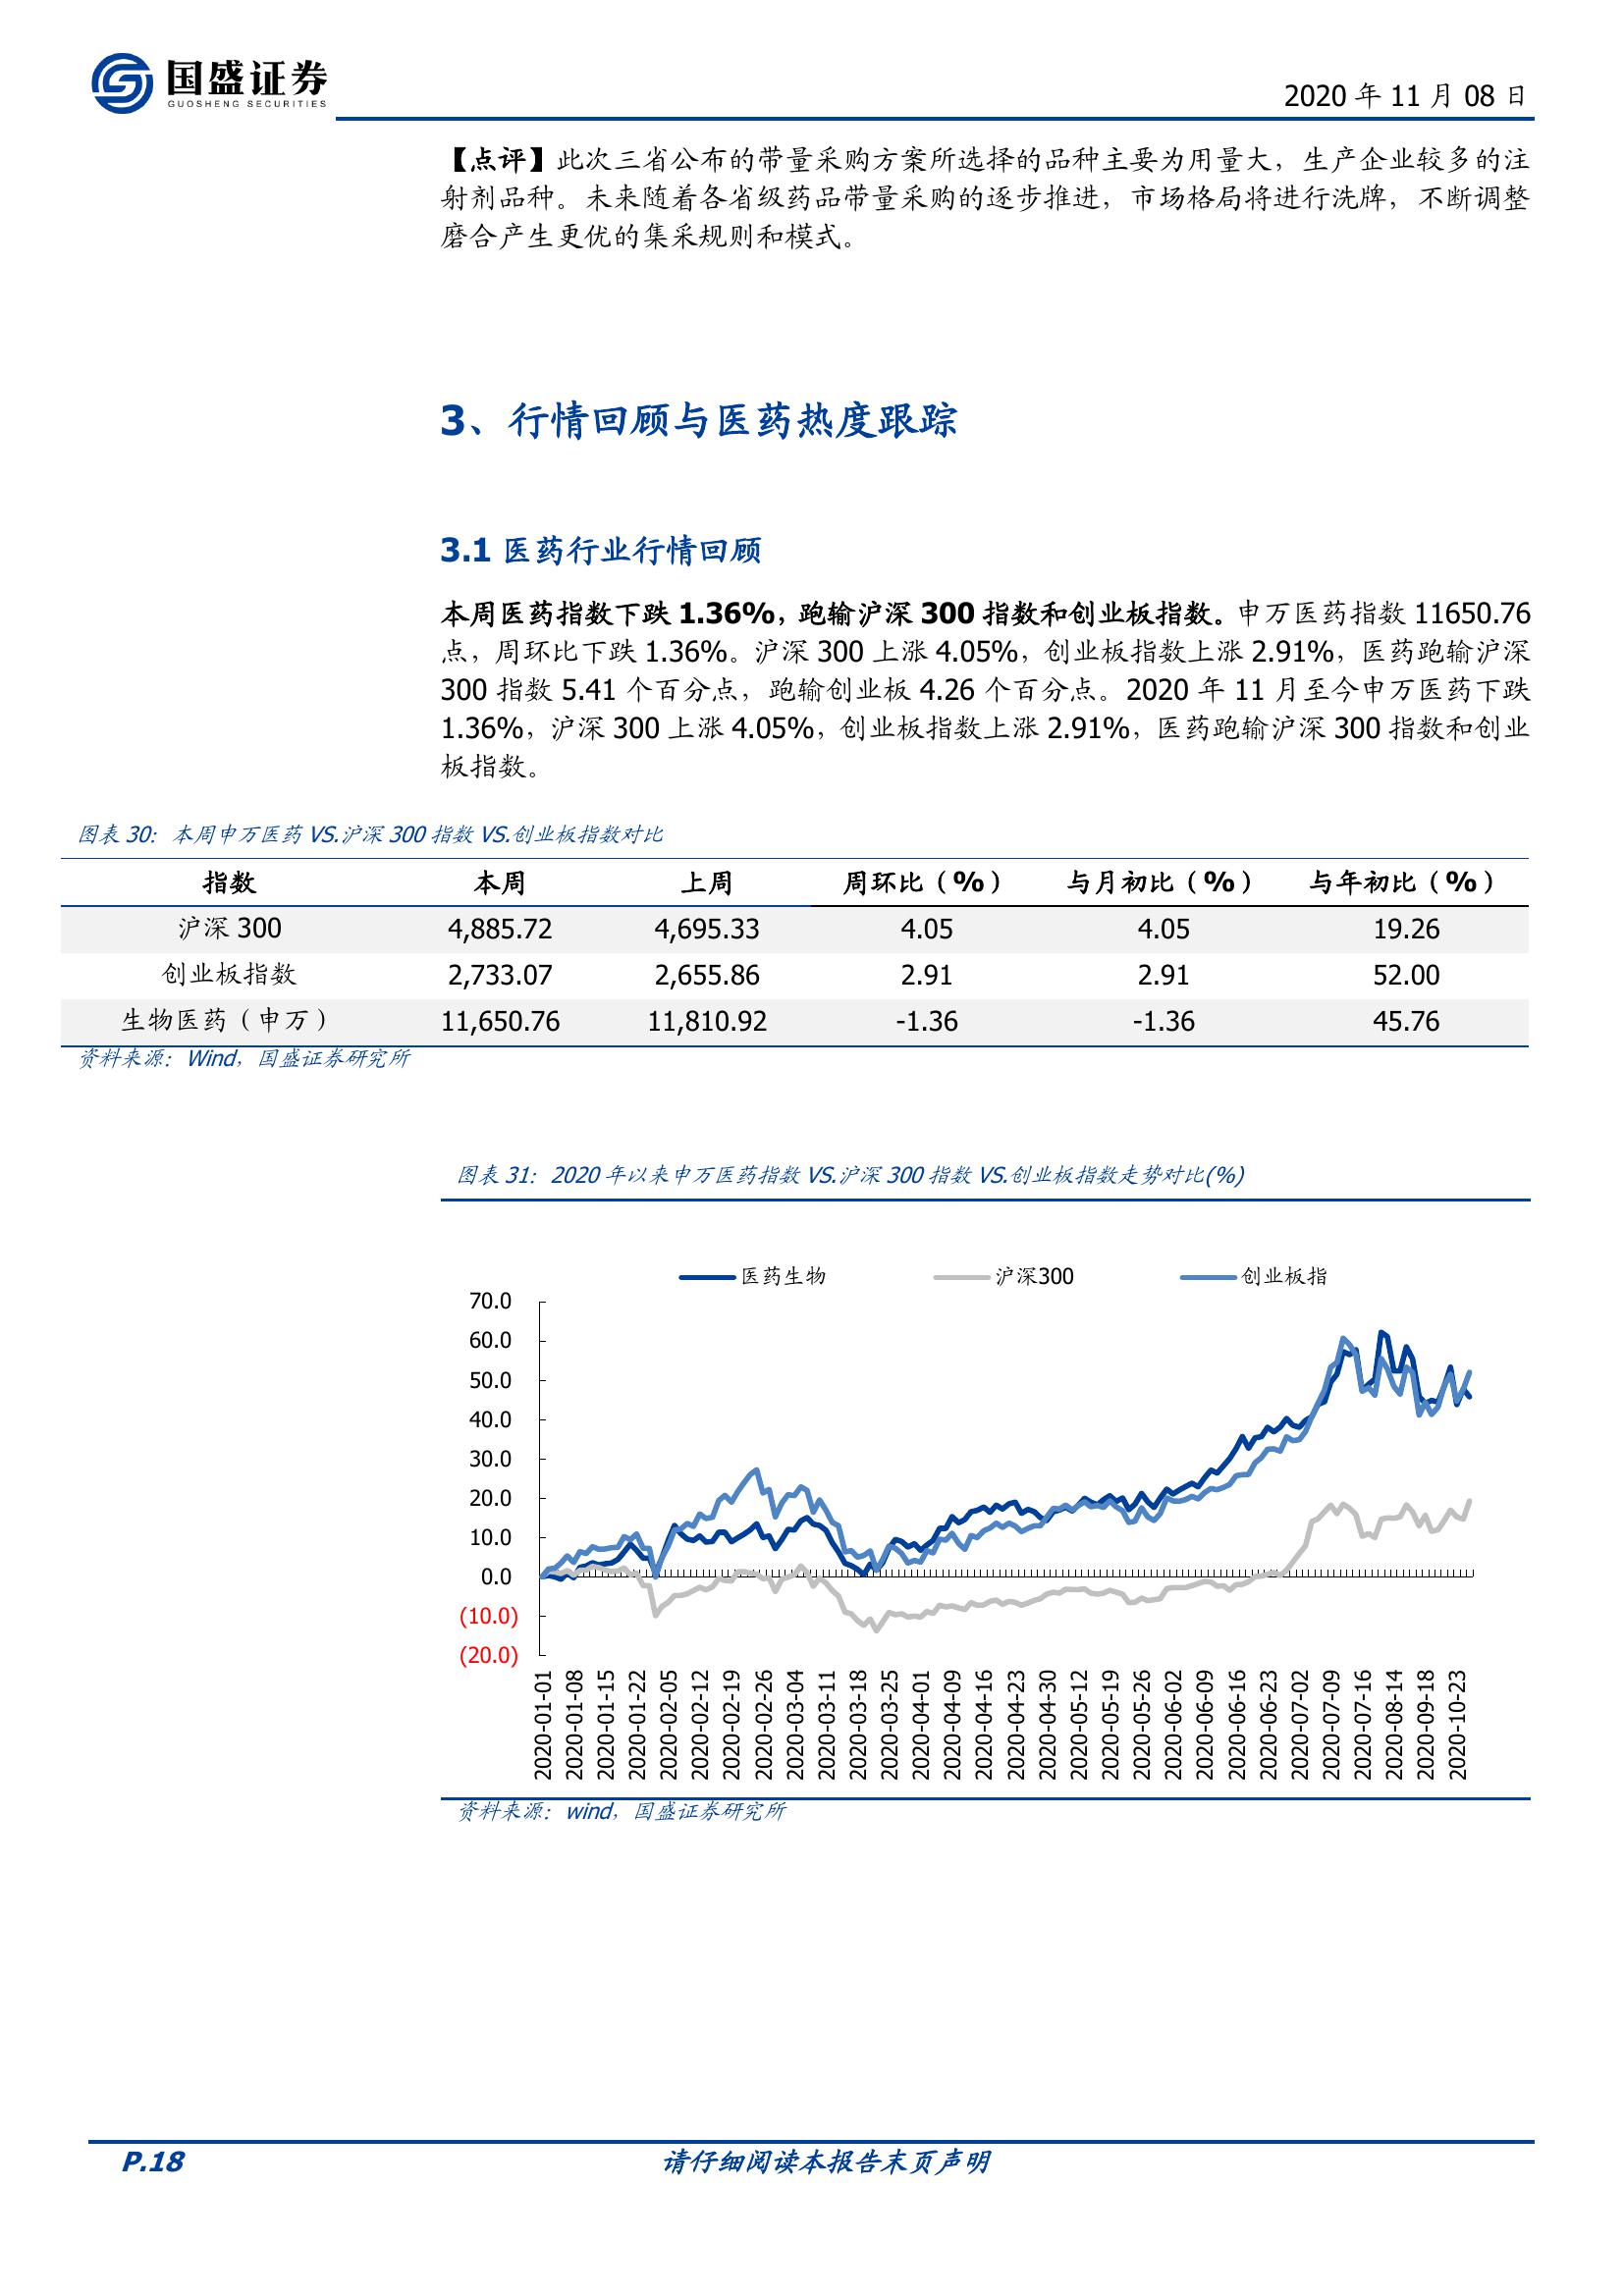 国盛证券
GUOSHENG SECURITIES
2020 年 11 月 08 日
【点评】此次三省公布的带量采购方案所选择的品种主要为用量大，生产企业较多的注
射剂品种。未来随着各省级药品带量采购的逐步推进，市场格局将进行洗牌，不断调整
磨合产生更优的集采规则和模式。
3、行情回顾与医药热度跟踪
3.1 医药行业行情回顾
本周医药指数下跌 1.36%，跑输沪深 300 指数和创业板指数。申万医药指数 11650.76
点，周环比下跌 1.36%。沪深 300 上涨 4.05%，创业板指数上涨 2.91%，医药跑输沪深
300 指数 5.41 个百分点，跑输创业板 4.26 个百分点。2020 年 11 月至今申万医药下跌
1.36%，沪深 300 上涨 4.05%，创业板指数上涨 2.91%，医药跑输沪深 300 指数和创业
板指数。
图表 30：本周申万医药 VS.沪深 300 指数 VS.创业板指数对比
指数 本周 上周 周环比（%） 与月初比（%） 与年初比（%）
沪深 300 4,885.72 4,695.33 4.05 4.05 19.26
创业板指数 2,733.07 2,655.86 2.91 2.91 52.00
生物医药（申万） 11,650.76 11,810.92 -1.36 -1.36 45.76
资料来源：Wind，国盛证券研究所
图表 31：2020 年以来申万医药指数 VS.沪深 300 指数 VS.创业板指数走势对比(%)
医药生物 沪深300 创业板指
70.0
60.0
50.0
40.0
30.0
20.0
10.0
0.0
(10.0)
(20.0)
2020-01-01
2020-01-08
2020-01-15
2020-01-22
2020-02-05
2020-02-12
2020-02-19
2020-02-26
2020-03-04
2020-03-11
2020-03-18
2020-03-25
2020-04-01
2020-04-09
2020-04-16
2020-04-23
2020-04-30
2020-05-12
2020-05-19
2020-05-26
2020-06-02
2020-06-09
2020-06-16
2020-06-23
2020-07-02
2020-07-09
2020-07-16
2020-08-14
2020-09-18
2020-10-23
资料来源：wind，国盛证券研究所
P.18 请仔细阅读本报告末页声明